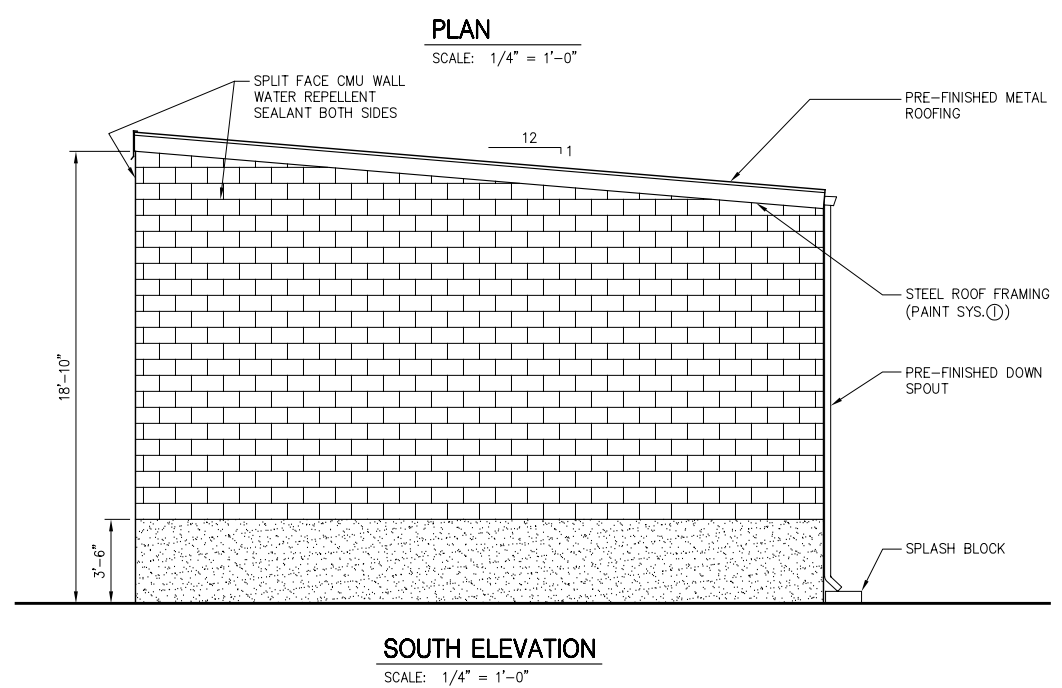 PLAN
SCALE: 1/4" = 1'-0"
SPLIT FACE CMU WALL
WATER REPELLENT
SEALANT BOTH SIDES
PRE-FINISHED METAL
ROOFING
12
1
STEEL ROOF FRAMING
(PAINT SYS.①)
18'-10"
PRE-FINISHED DOWN
SPOUT
3'-6"
SPLASH BLOCK
SOUTH ELEVATION
SCALE: 1/4" = 1'-0"